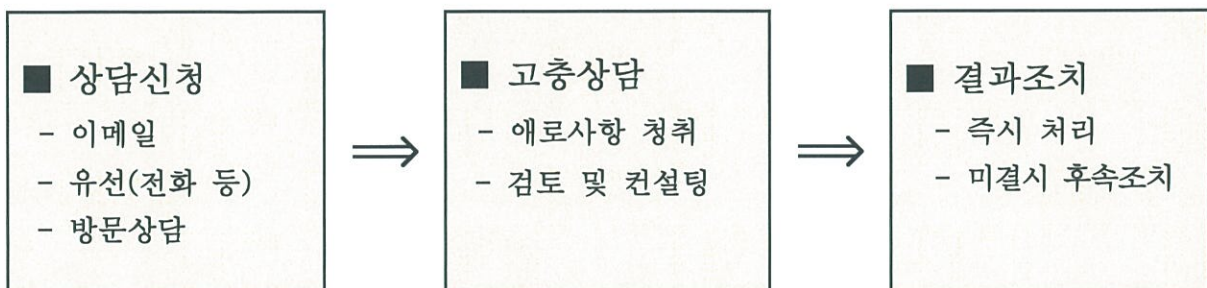 ■ 상담신청
- 이메일
- 유선(전화 등)
- 방문상담
⇒
■ 고충상담
- 애로사항 청취
- 검토 및 컨설팅
⇒
■ 결과조치
- 즉시 처리
- 미결시 후속조치